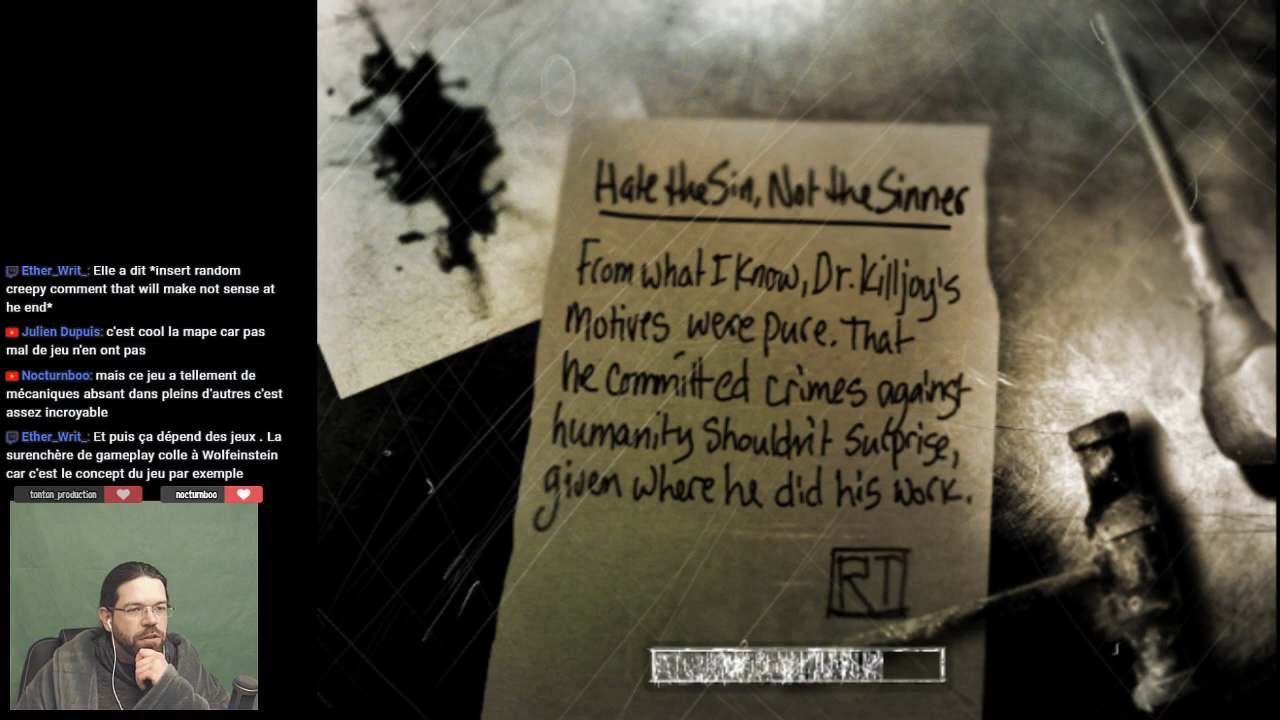 Ether_Writ_: Elle a dit *insert random
creepy comment that will make not sense at
he end*
Julien Dupuis: c'est cool la mape car pas
mal de jeu n'en ont pas
Nocturnboo: mais ce jeu a tellement de
mécaniques absant dans pleins d'autres c'est
assez incroyable
Ether_Writ_: Et puis ça dépend des jeux . La
surenchère de gameplay colle à Wolfeinstein
car c'est le concept du jeu par exemple
tonton_production
nocturnboo
Hate the Sin, Not the Sinner
From what I Know, Dr. Killjoy's
Motives were pure. That
he committed crimes against
humanity Shouldn't surprise,
given where he did his work.
RT